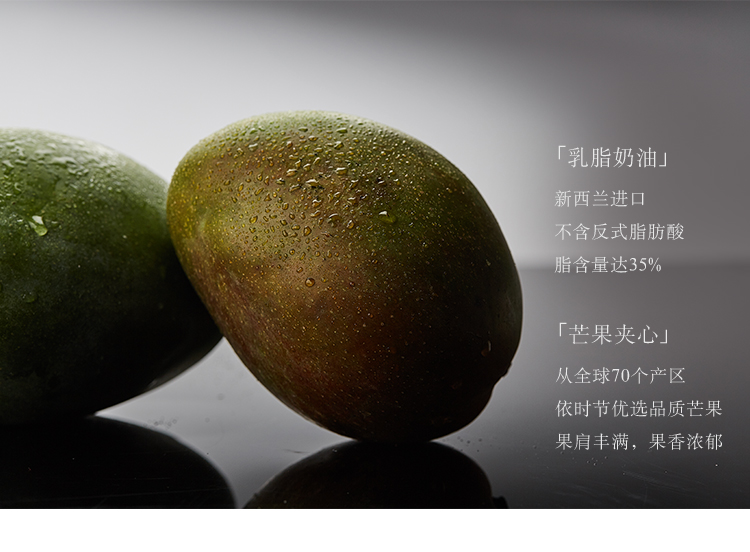 「乳脂奶油」
新西兰进口
不含反式脂肪酸
脂含量达35%
「芒果夹心」
从全球70个产区
依时节优选品质芒果
果肩丰满，果香浓郁